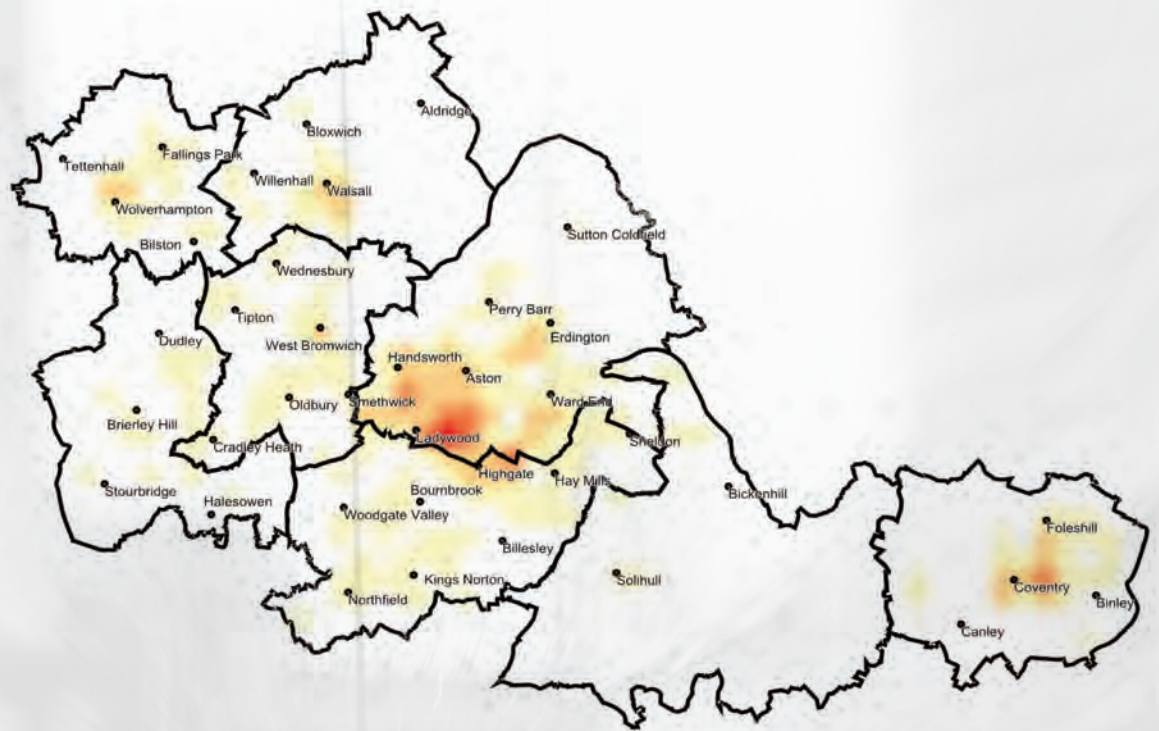 Aldridge
Bloxwich
Fallings Park
Tettenhall
Willenhall
Walsall
Wolverhampton
Sutton Coldfield
Bilston
Wednesbury
Perry Barr
Tipton
Erdington
Dudley
West Bromwich
Handsworth
Aston
Oldbury
Smethwick
Ward End
Brierley Hill
Ladywood
Sheldon
Cradley Heath
Highgate
Hay Mills
Stourbridge
Bournbrook
Bickenhill
Halesowen
Woodgate Valley
Foleshill
Billesley
Kings Norton
Solihull
Coventry
Northfield
Binley
Canley